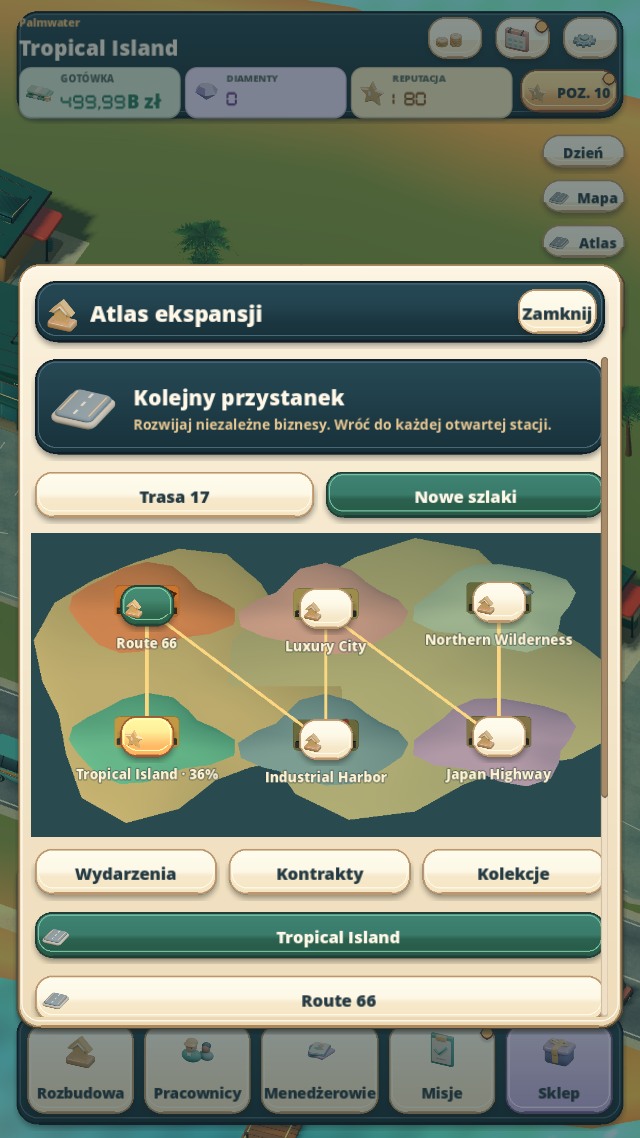 Palmwater
Tropical Island
GOTÓWKA
499,99B zł
DIAMENTY
0
REPUTACJA
180
POZ. 10
Dzień
Mapa
Atlas
Atlas ekspansji
Zamknij
Kolejny przystanek
Rozwijaj niezależne biznesy. Wróć do każdej otwartej stacji.
Trasa 17
Nowe szlaki
Route 66
Luxury City
Northern Wilderness
Tropical Island · 36%
Industrial Harbor
Japan Highway
Wydarzenia
Kontrakty
Kolekcje
Tropical Island
Route 66
Rozbudowa
Pracownicy
Menedżerowie
Misje
Sklep